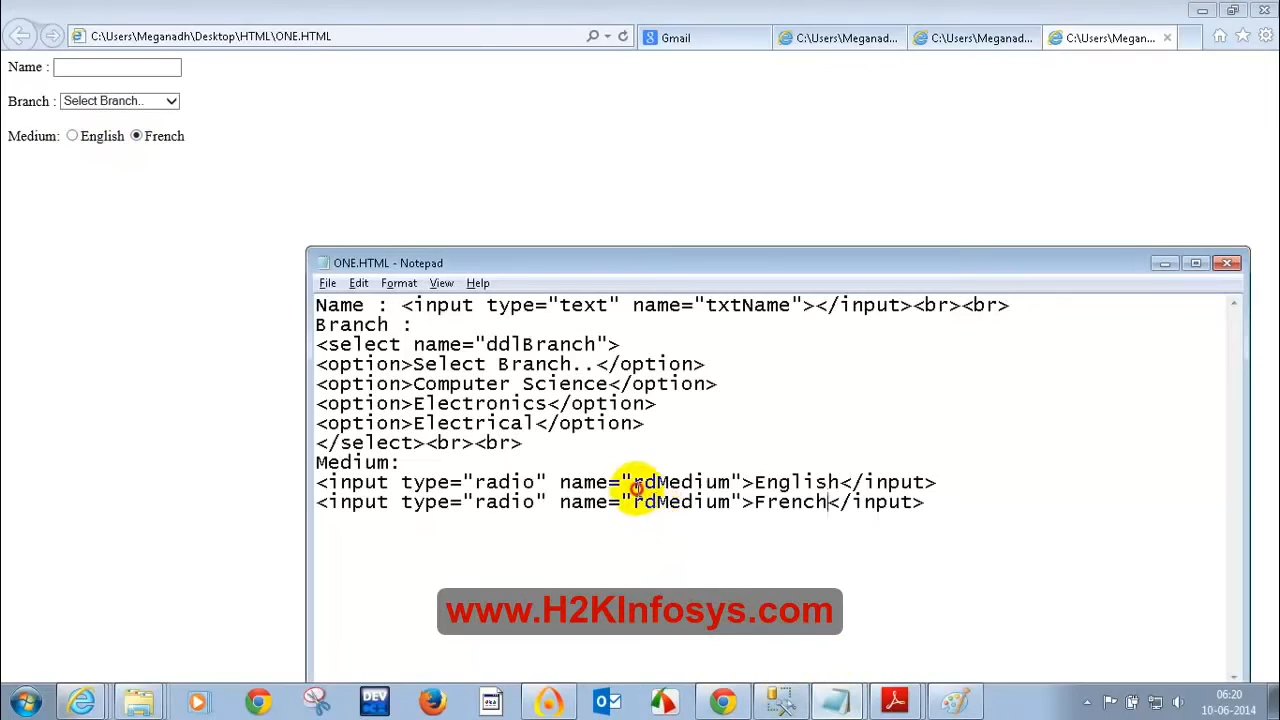 C:\Users\Meganadh\Desktop\HTML\ONE.HTML
Gmail
C:\Users\Meganad...
C:\Users\Meganad...
C:\Users\Megan...
Name :
Branch : Select Branch..
Medium: English French
ONE.HTML - Notepad
File Edit Format View Help
Name : <input type="text" name="txtName"></input><br><br>
Branch :
<select name="ddlBranch">
<option>Select Branch..</option>
<option>Computer Science</option>
<option>Electronics</option>
<option>Electrical</option>
</select><br><br>
Medium:
<input type="radio" name="rdMedium">English</input>
<input type="radio" name="rdMedium">French</input>
www.H2KInfosys.com
DEV
06:20
10-06-2014